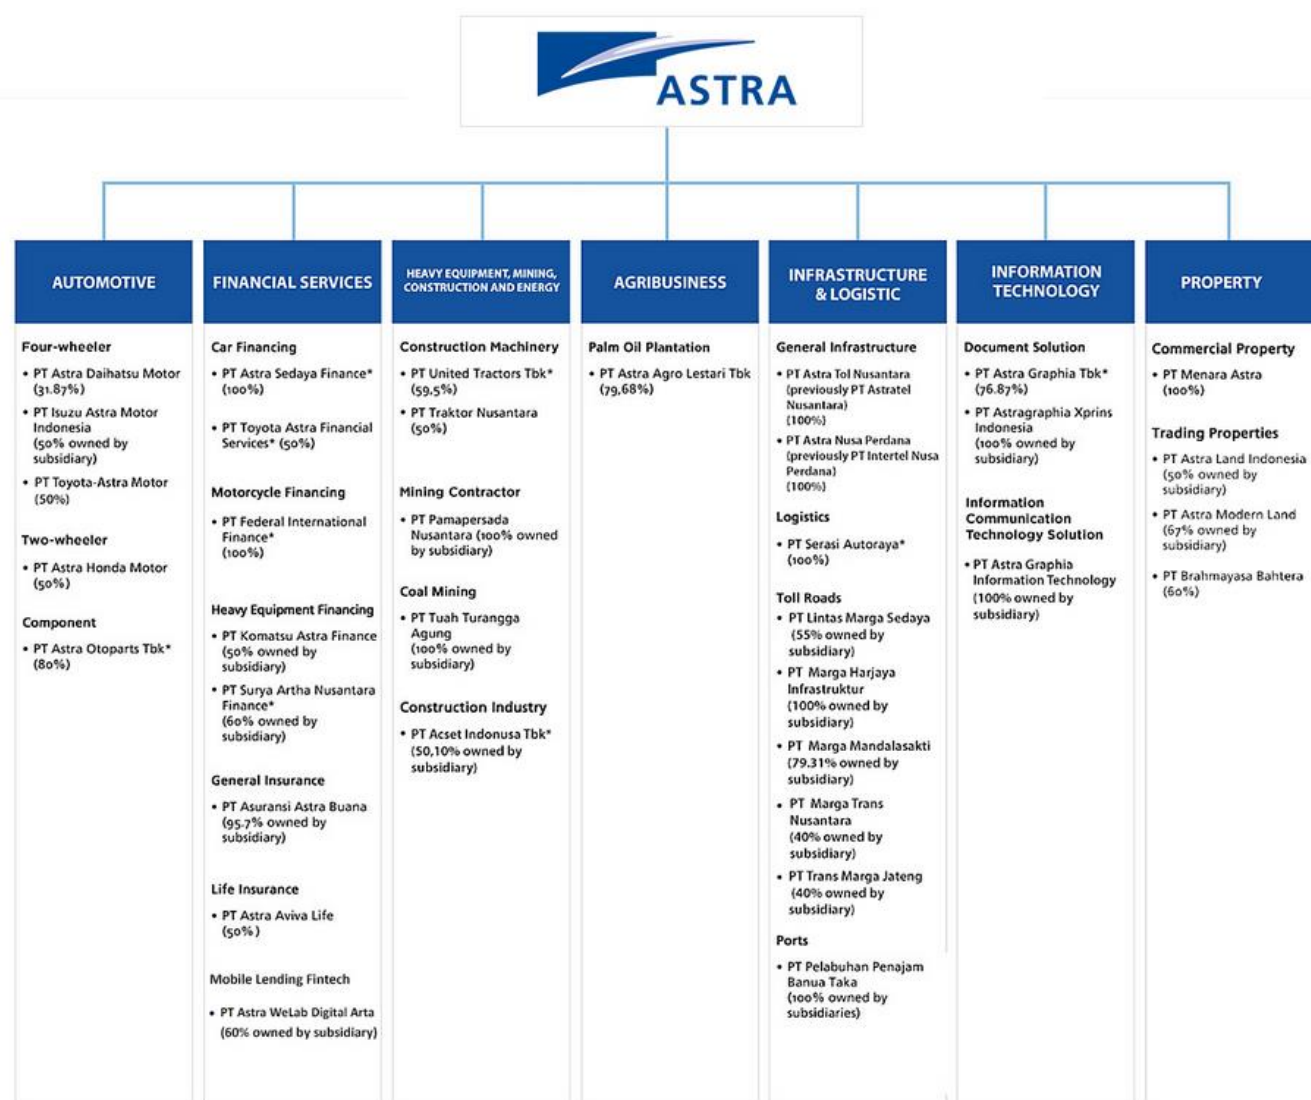 ASTRA
AUTOMOTIVE
Four-wheeler
• PT Astra Daihatsu Motor
(31.87%)
• PT Isuzu Astra Motor
Indonesia
(50% owned by
subsidiary)
• PT Toyota-Astra Motor
(50%)
Two-wheeler
• PT Astra Honda Motor
(50%)
Component
• PT Astra Otoparts Tbk*
(80%)
FINANCIAL SERVICES
Car Financing
• PT Astra Sedaya Finance*
(100%)
• PT Toyota Astra Financial
Services* (50%)
Motorcycle Financing
• PT Federal International
Finance*
(100%)
Heavy Equipment Financing
• PT Komatsu Astra Finance
(50% owned by
subsidiary)
• PT Surya Artha Nusantara
Finance*
(60% owned by
subsidiary)
General Insurance
• PT Asuransi Astra Buana
(95.7% owned by
subsidiary)
Life Insurance
• PT Astra Aviva Life
(50%)
Mobile Lending Fintech
• PT Astra WeLab Digital Arta
(60% owned by subsidiary)
HEAVY EQUIPMENT, MINING,
CONSTRUCTION AND ENERGY
Construction Machinery
• PT United Tractors Tbk*
(59,5%)
• PT Traktor Nusantara
(50%)
Mining Contractor
• PT Pamapersada
Nusantara (100% owned
by subsidiary)
Coal Mining
• PT Tuah Turangga
Agung
(100% owned by
subsidiary)
Construction Industry
• PT Acset Indonusa Tbk*
(50,10% owned by
subsidiary)
AGRIBUSINESS
Palm Oil Plantation
• PT Astra Agro Lestari Tbk
(79,68%)
INFRASTRUCTURE
& LOGISTIC
General Infrastructure
• PT Astra Tol Nusantara
(previously PT Astratel
Nusantara)
(100%)
• PT Astra Nusa Perdana
(previously PT Intertel Nusa
Perdana)
(100%)
Logistics
• PT Serasi Autoraya*
(100%)
Toll Roads
• PT Lintas Marga Sedaya
(55% owned by
subsidiary)
• PT Marga Harjaya
Infrastruktur
(100% owned by
subsidiary)
• PT Marga Mandalasakti
(79.31% owned by
subsidiary)
• PT Marga Trans
Nusantara
(40% owned by
subsidiary)
• PT Trans Marga Jateng
(40% owned by
subsidiary)
Ports
• PT Pelabuhan Penajam
Banua Taka
(100% owned by
subsidiaries)
INFORMATION
TECHNOLOGY
Document Solution
• PT Astra Graphia Tbk*
(76.87%)
• PT Astragraphia Xprins
Indonesia
(100% owned by
subsidiary)
Information
Communication
Technology Solution
• PT Astra Graphia
Information Technology
(100% owned by
subsidiary)
PROPERTY
Commercial Property
• PT Menara Astra
(100%)
Trading Properties
• PT Astra Land Indonesia
(50% owned by
subsidiary)
• PT Astra Modern Land
(67% owned by
subsidiary)
• PT Brahmayasa Bahtera
(60%)